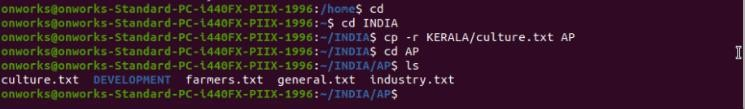 onworks@onworks-Standard-PC-i440FX-PIIX-1996:/home$ cd
onworks@onworks-Standard-PC-i440FX-PIIX-1996:~$ cd INDIA
onworks@onworks-Standard-PC-i440FX-PIIX-1996:~/INDIA$ cp -r KERALA/culture.txt AP
onworks@onworks-Standard-PC-i440FX-PIIX-1996:~/INDIA$ cd AP
onworks@onworks-Standard-PC-i440FX-PIIX-1996:~/INDIA/AP$ ls
culture.txt DEVELOPMENT farmers.txt general.txt industry.txt
onworks@onworks-Standard-PC-i440FX-PIIX-1996:~/INDIA/AP$